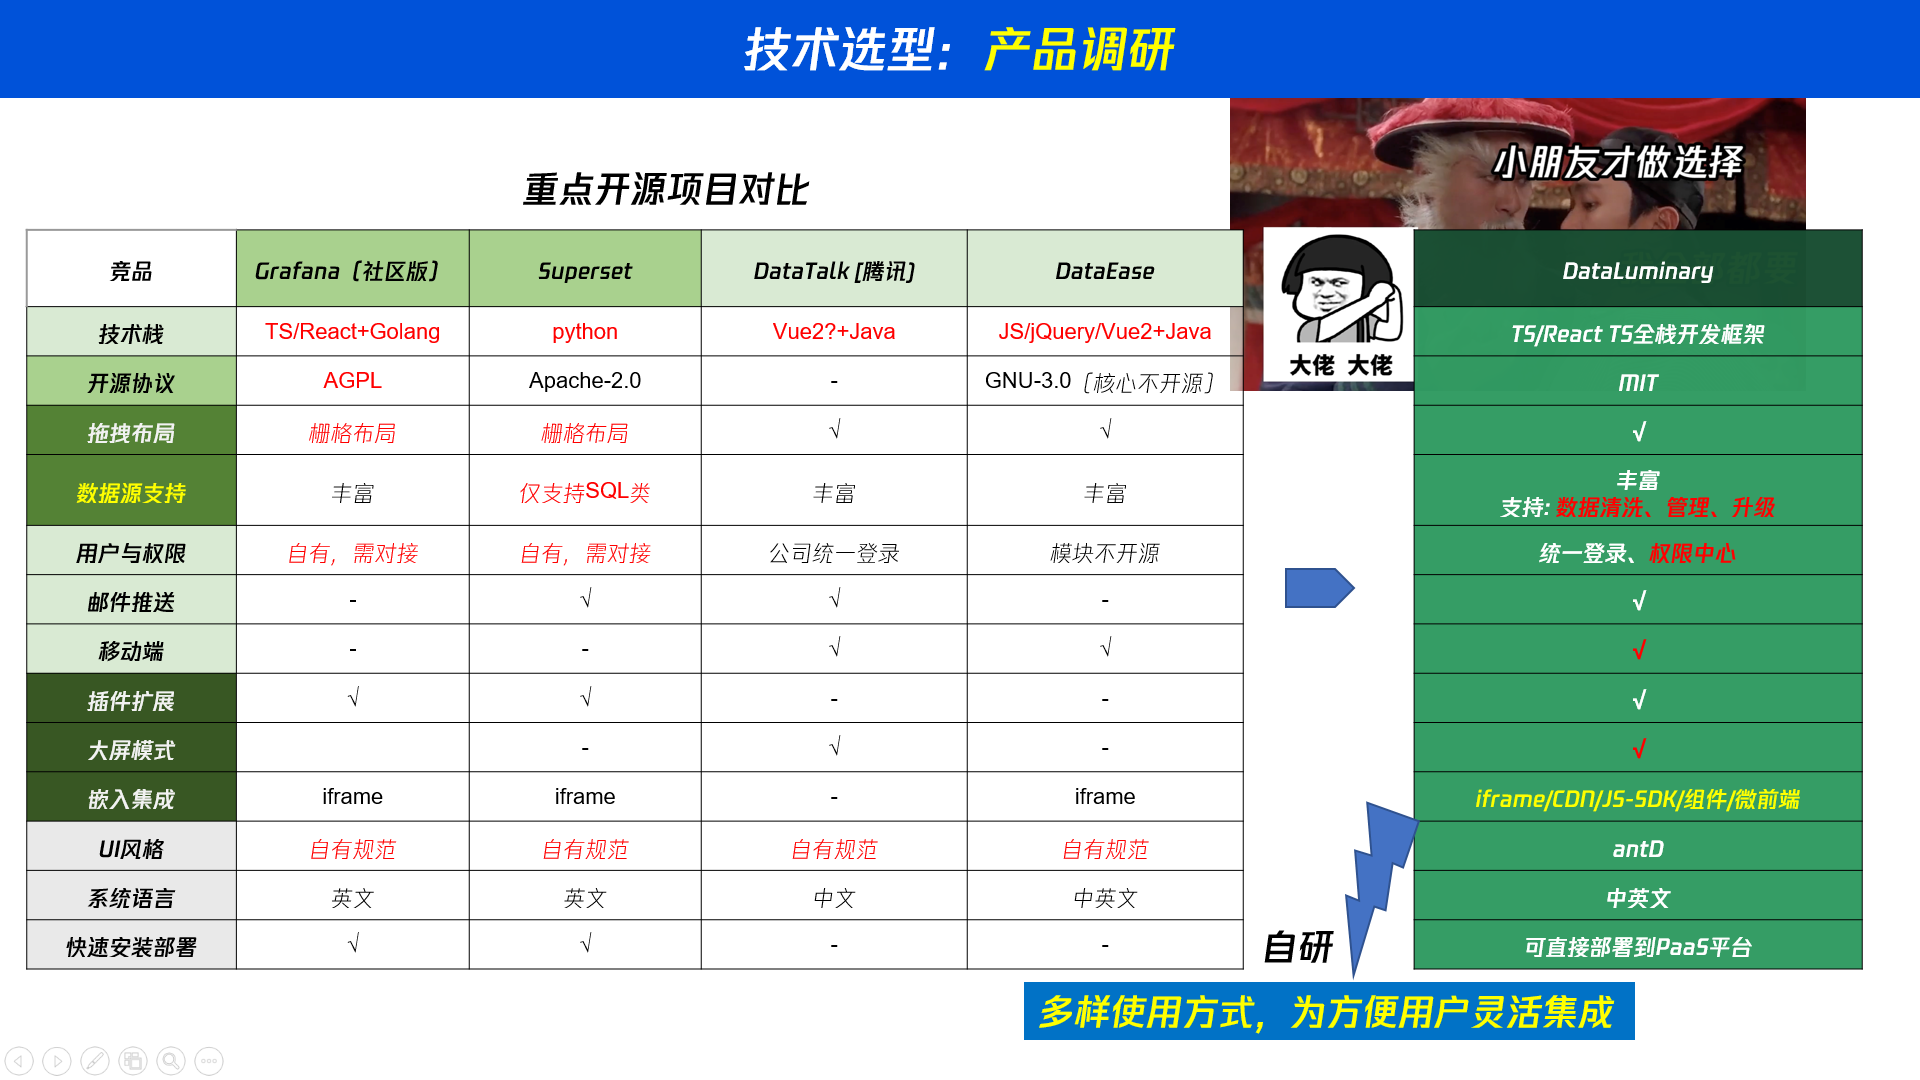 技术选型：产品调研
小朋友才做选择
重点开源项目对比
竞品 Grafana（社区版） Superset DataTalk [腾讯] DataEase DataLuminary
技术栈 TS/React+Golang python Vue2?+Java JS/jQuery/Vue2+Java TS/React TS全栈开发框架
大佬 大佬
开源协议 AGPL Apache-2.0 - GNU-3.0（核心不开源） MIT
拖拽布局 栅格布局 栅格布局 √ √ √
数据源支持 丰富 仅支持SQL类 丰富 丰富 丰富
支持: 数据清洗、管理、升级
用户与权限 自有，需对接 自有，需对接 公司统一登录 模块不开源 统一登录、权限中心
邮件推送 - √ √ - √
移动端 - - √ √ √
插件扩展 √ √ - - √
大屏模式 - √ - √
嵌入集成 iframe iframe - iframe iframe/CDN/JS-SDK/组件/微前端
UI风格 自有规范 自有规范 自有规范 自有规范 antD
系统语言 英文 英文 中文 中英文 中英文
快速安装部署 √ √ - - 可直接部署到PaaS平台
自研
多样使用方式，为方便用户灵活集成